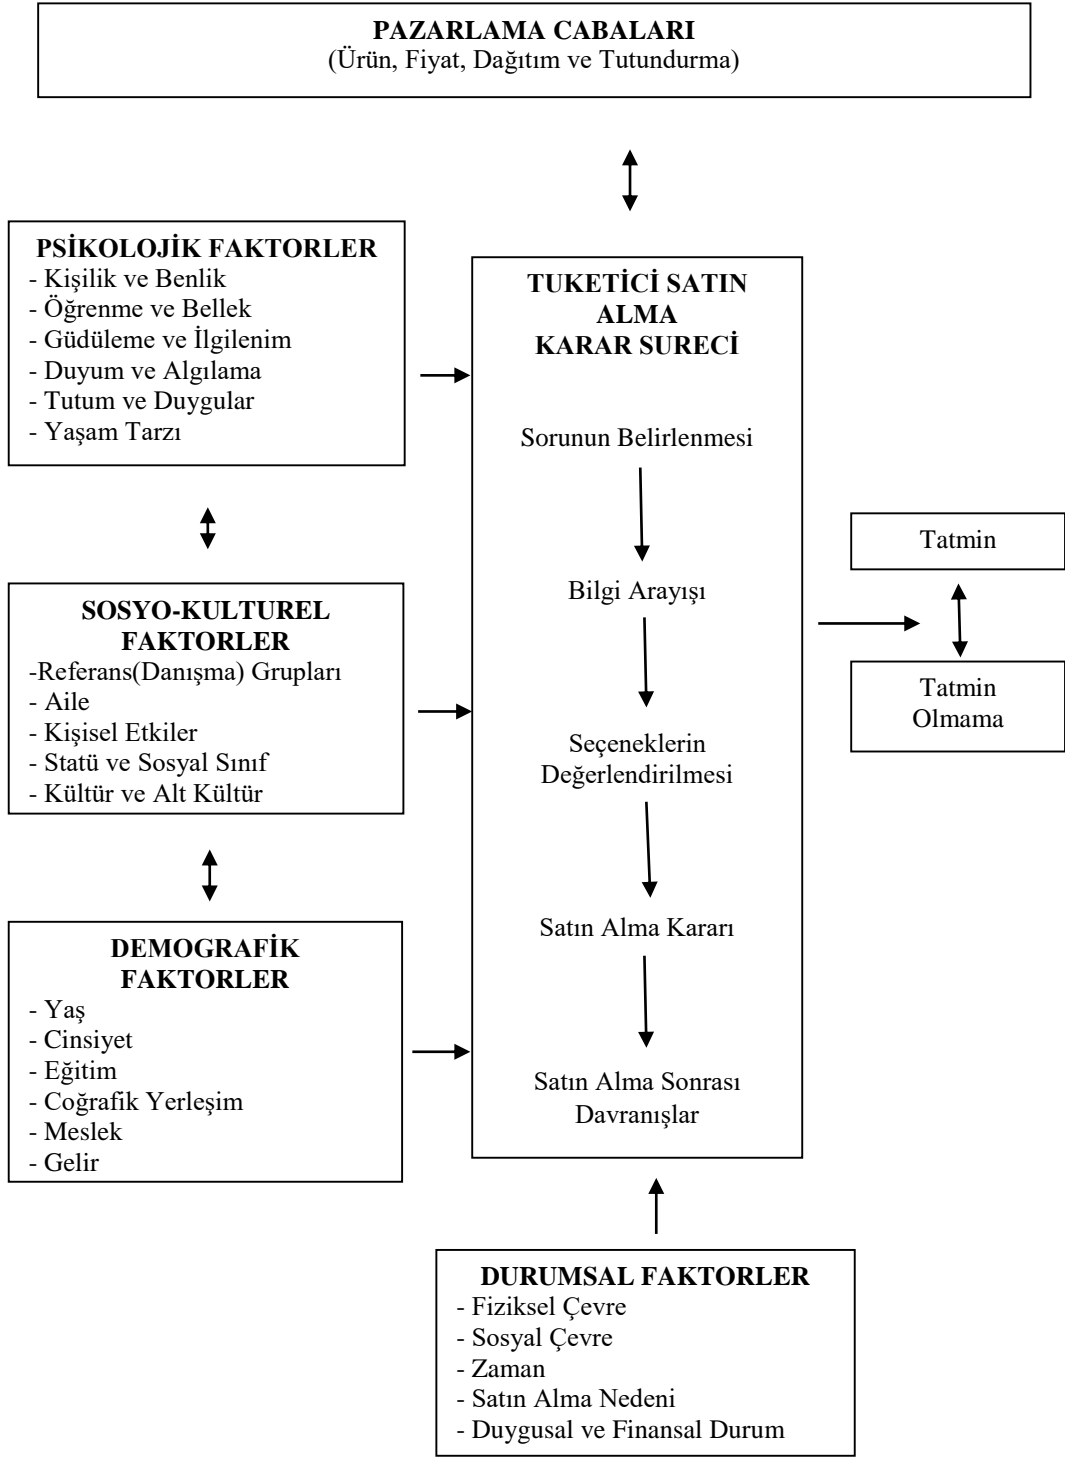 PAZARLAMA CABALARI
(Ürün, Fiyat, Dağıtım ve Tutundurma)
PSİKOLOJİK FAKTORLER
- Kişilik ve Benlik
- Öğrenme ve Bellek
- Güdüleme ve İlgilenim
- Duyum ve Algılama
- Tutum ve Duygular
- Yaşam Tarzı
SOSYO-KULTUREL
FAKTORLER
-Referans(Danışma) Grupları
- Aile
- Kişisel Etkiler
- Statü ve Sosyal Sınıf
- Kültür ve Alt Kültür
DEMOGRAFİK
FAKTORLER
- Yaş
- Cinsiyet
- Eğitim
- Coğrafik Yerleşim
- Meslek
- Gelir
TUKETİCİ SATIN
ALMA
KARAR SURECİ
Sorunun Belirlenmesi
Bilgi Arayışı
Seçeneklerin
Değerlendirilmesi
Satın Alma Kararı
Satın Alma Sonrası
Davranışlar
Tatmin
Tatmin
Olmama
DURUMSAL FAKTORLER
- Fiziksel Çevre
- Sosyal Çevre
- Zaman
- Satın Alma Nedeni
- Duygusal ve Finansal Durum